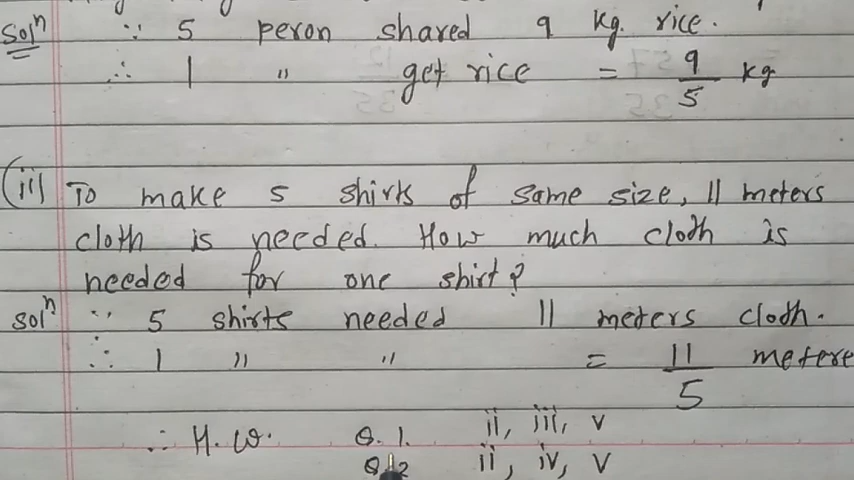 Solⁿ ∵ 5 peron shared 9 kg. rice.
∴ 1 " get rice = 9/5 kg
(ii) To make 5 shirts of same size, 11 meters
cloth is needed. How much cloth is
needed for one shirt?
solⁿ ∵ 5 shirts needed 11 meters cloth.
∴ 1 " " = 11/5 metere
∴ H.W. Q.1. ii, iii, v
Q.2 ii, iv, v